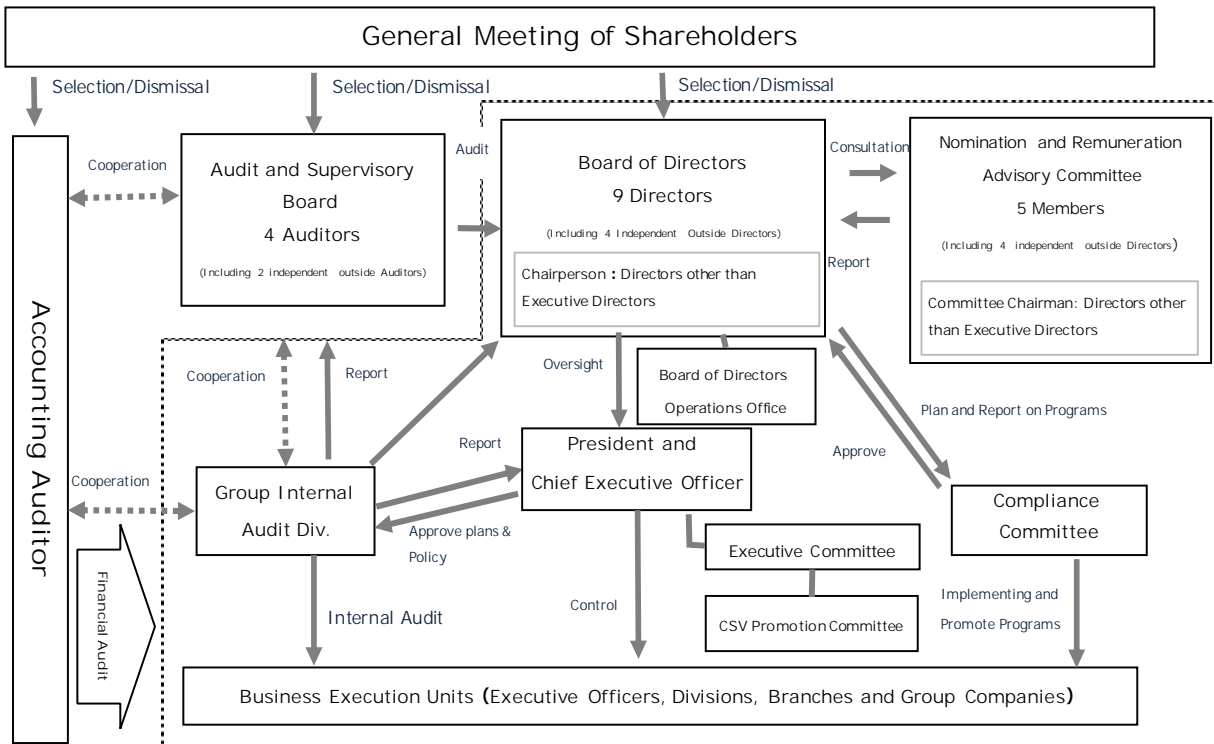 General Meeting of Shareholders
Selection/Dismissal
Selection/Dismissal
Selection/Dismissal
Accounting Auditor
Cooperation
Audit and Supervisory
Board
4 Auditors
(Including 2 independent outside Auditors)
Audit
Board of Directors
9 Directors
(Including 4 Independent Outside Directors)
Chairperson : Directors other than
Executive Directors
Consultation
Report
Nomination and Remuneration
Advisory Committee
5 Members
(Including 4 independent outside Directors)
Committee Chairman: Directors other
than Executive Directors
Cooperation
Report
Oversight
Board of Directors
Operations Office
Plan and Report on Programs
Approve
Report
President and
Chief Executive Officer
Cooperation
Group Internal
Audit Div.
Approve plans &
Policy
Compliance
Committee
Executive Committee
Financial Audit
Internal Audit
Control
CSV Promotion Committee
Implementing and
Promote Programs
Business Execution Units (Executive Officers, Divisions, Branches and Group Companies)